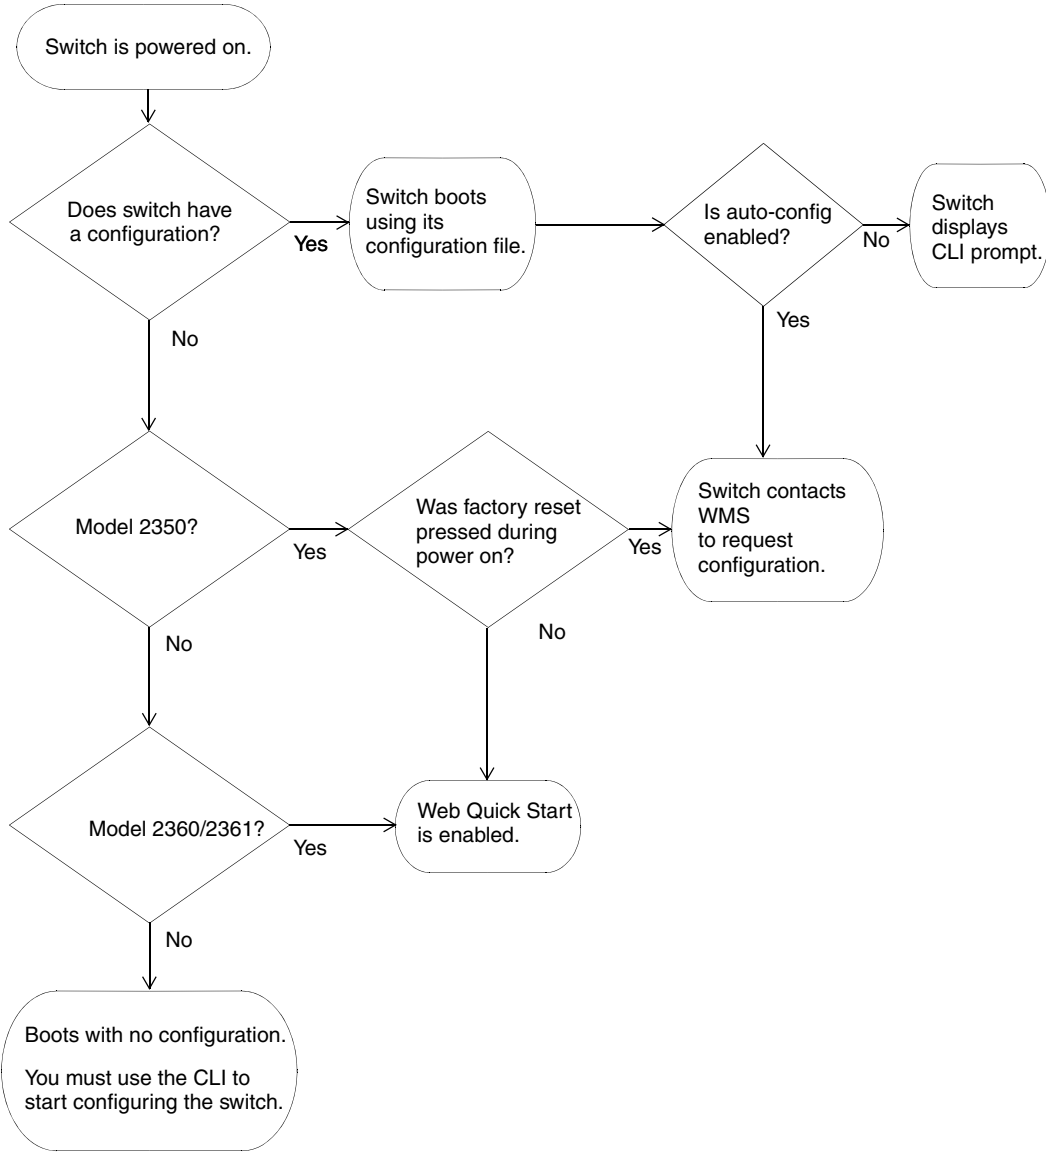 Switch is powered on.
Does switch have
a configuration?
Yes
Switch boots
using its
configuration file.
Is auto-config
enabled?
No
Switch
displays
CLI prompt.
No
Yes
Model 2350?
Yes
Was factory reset
pressed during
power on?
Yes
Switch contacts
WMS
to request
configuration.
No
No
Model 2360/2361?
Yes
Web Quick Start
is enabled.
No
Boots with no configuration.
You must use the CLI to
start configuring the switch.